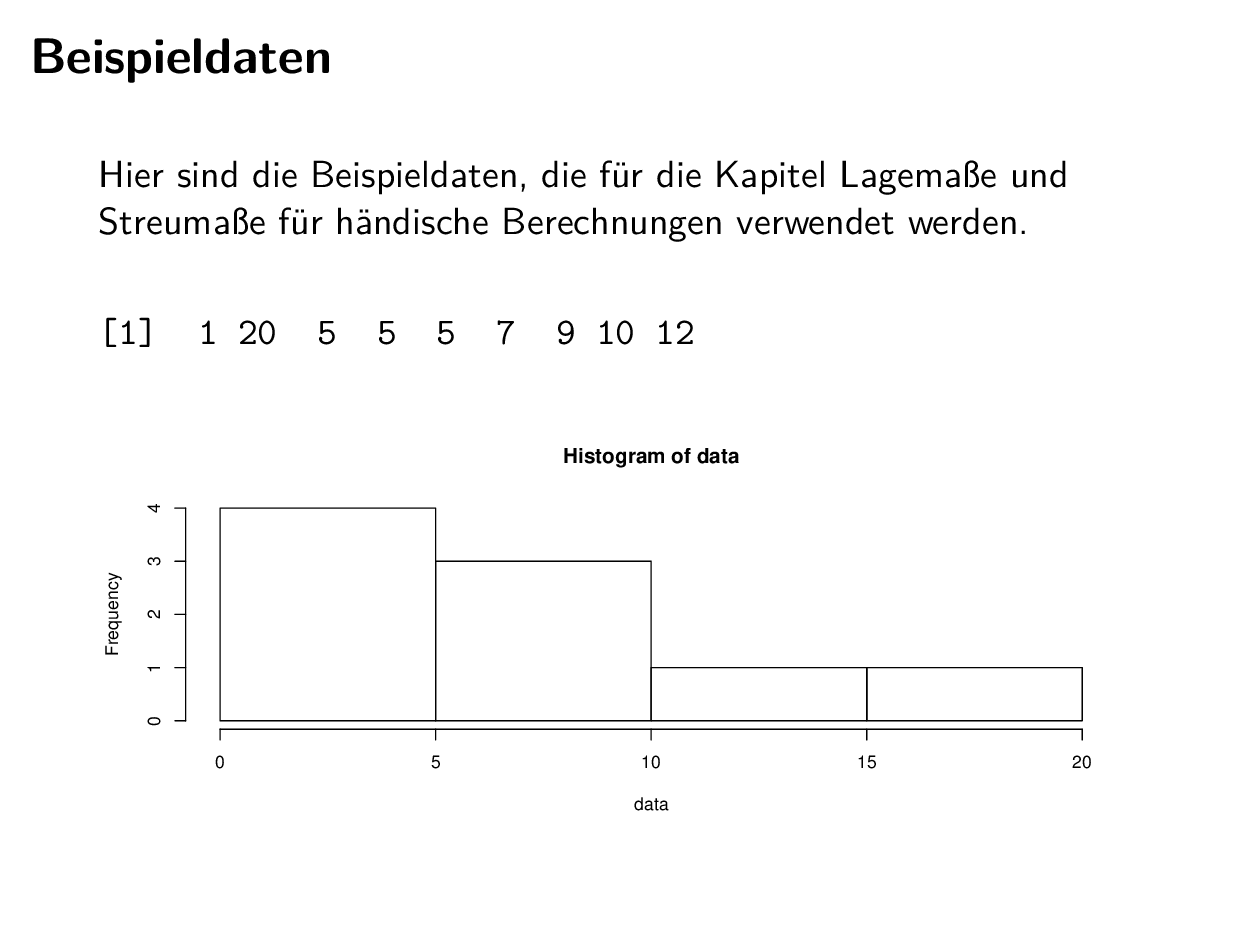 Beispieldaten
Hier sind die Beispieldaten, die für die Kapitel Lagemaße und
Streumaße für händische Berechnungen verwendet werden.
[1] 1 20 5 5 5 7 9 10 12
Histogram of data
Frequency
4
3
2
1
0
0 5 10 15 20
data